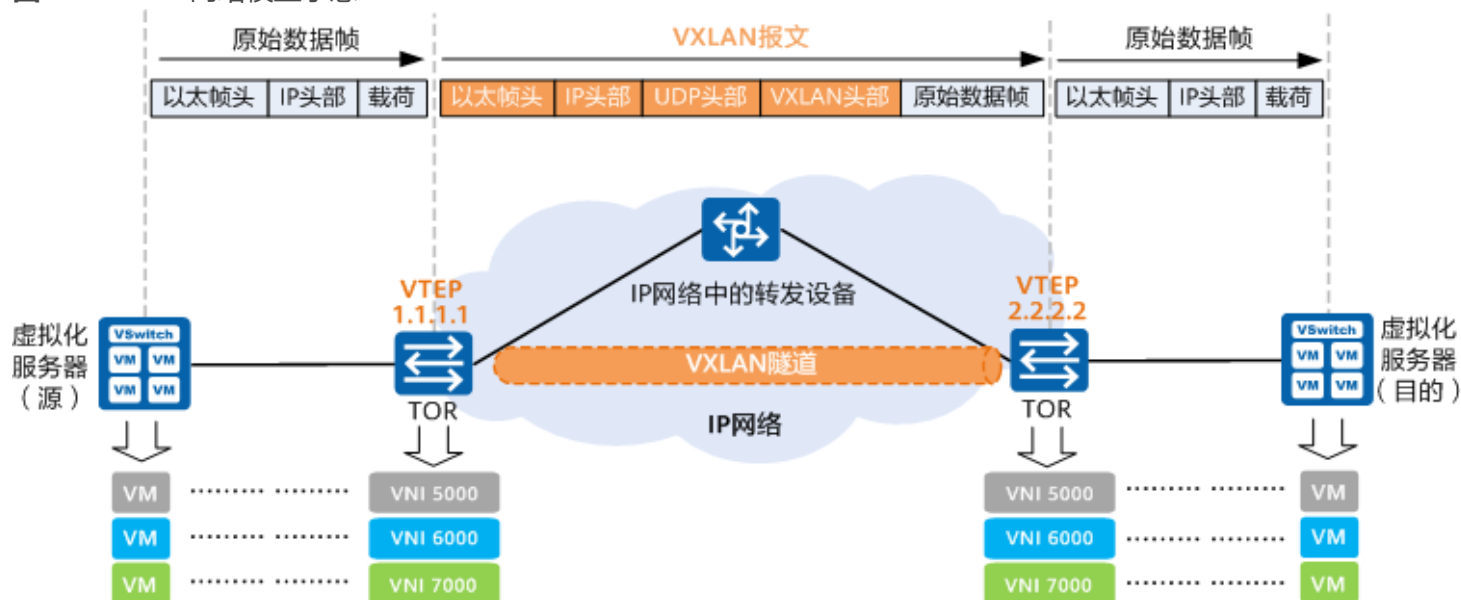 原始数据帧 VXLAN报文 原始数据帧
以太帧头 IP头部 载荷 以太帧头 IP头部 UDP头部 VXLAN头部 原始数据帧 以太帧头 IP头部 载荷
IP网络中的转发设备
VTEP
1.1.1.1
VTEP
2.2.2.2
虚拟化
服务器
（源）
VSwitch
VM VM
VM VM
TOR
VXLAN隧道
IP网络
TOR
VSwitch
VM VM
VM VM
虚拟化
服务器
（目的）
VM ……… ……… VNI 5000
VM ……… ……… VNI 6000
VM ……… ……… VNI 7000
VNI 5000 ……… ……… VM
VNI 6000 ……… ……… VM
VNI 7000 ……… ……… VM